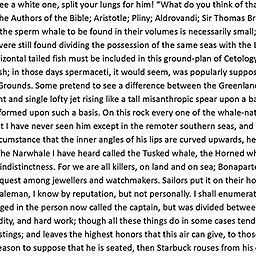 ee a white one, split your lungs for him! "What do you think of tha
he Authors of the Bible; Aristotle; Pliny; Aldrovandi; Sir Thomas Br
the sperm whale to be found in their volumes is necessarily small;
vere still found dividing the possession of the same seas with the L
izontal tailed fish must be included in this ground-plan of Cetology
sh; in those days spermaceti, it would seem, was popularly suppos
Grounds. Some pretend to see a difference between the Greenland
nt and single lofty jet rising like a tall misanthropic spear upon a ba
formed upon such a basis. On this rock every one of the whale-nat
t I have never seen him except in the remoter southern seas, and
cumstance that the inner angles of his lips are curved upwards, he
he Narwhale I have heard called the Tusked whale, the Horned wh
indistinctness. For we are all killers, on land and on sea; Bonaparte
quest among jewellers and watchmakers. Sailors put it on their ho
aleman, I know by reputation, but not personally. I shall enumerat
ged in the person now called the captain, but was divided betwee
dity, and hard work; though all these things do in some cases tend
stings; and leaves the highest honors that this air can give, to thos
eason to suppose that he is seated, then Starbuck rouses from his